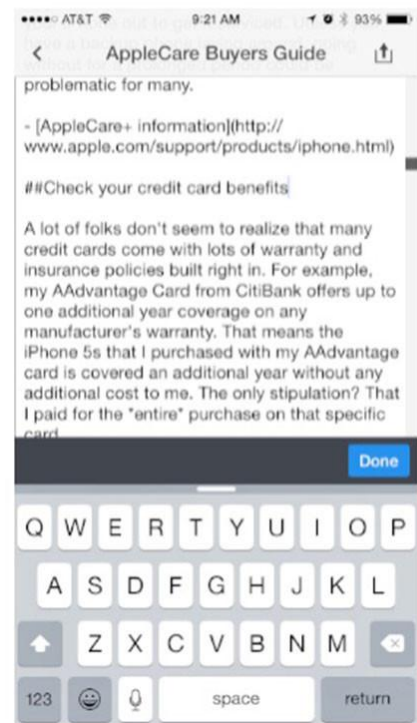 AT&T 9:21 AM 93%
AppleCare Buyers Guide
problematic for many.
- [AppleCare+ information](http://
www.apple.com/support/products/iphone.html)
##Check your credit card benefits
A lot of folks don't seem to realize that many
credit cards come with lots of warranty and
insurance policies built right in. For example,
my AAdvantage Card from CitiBank offers up to
one additional year coverage on any
manufacturer's warranty. That means the
iPhone 5s that I purchased with my AAdvantage
card is covered an additional year without any
additional cost to me. The only stipulation? That
I paid for the *entire* purchase on that specific
card
Done
Q W E R T Y U I O P
A S D F G H J K L
Z X C V B N M
123 space return